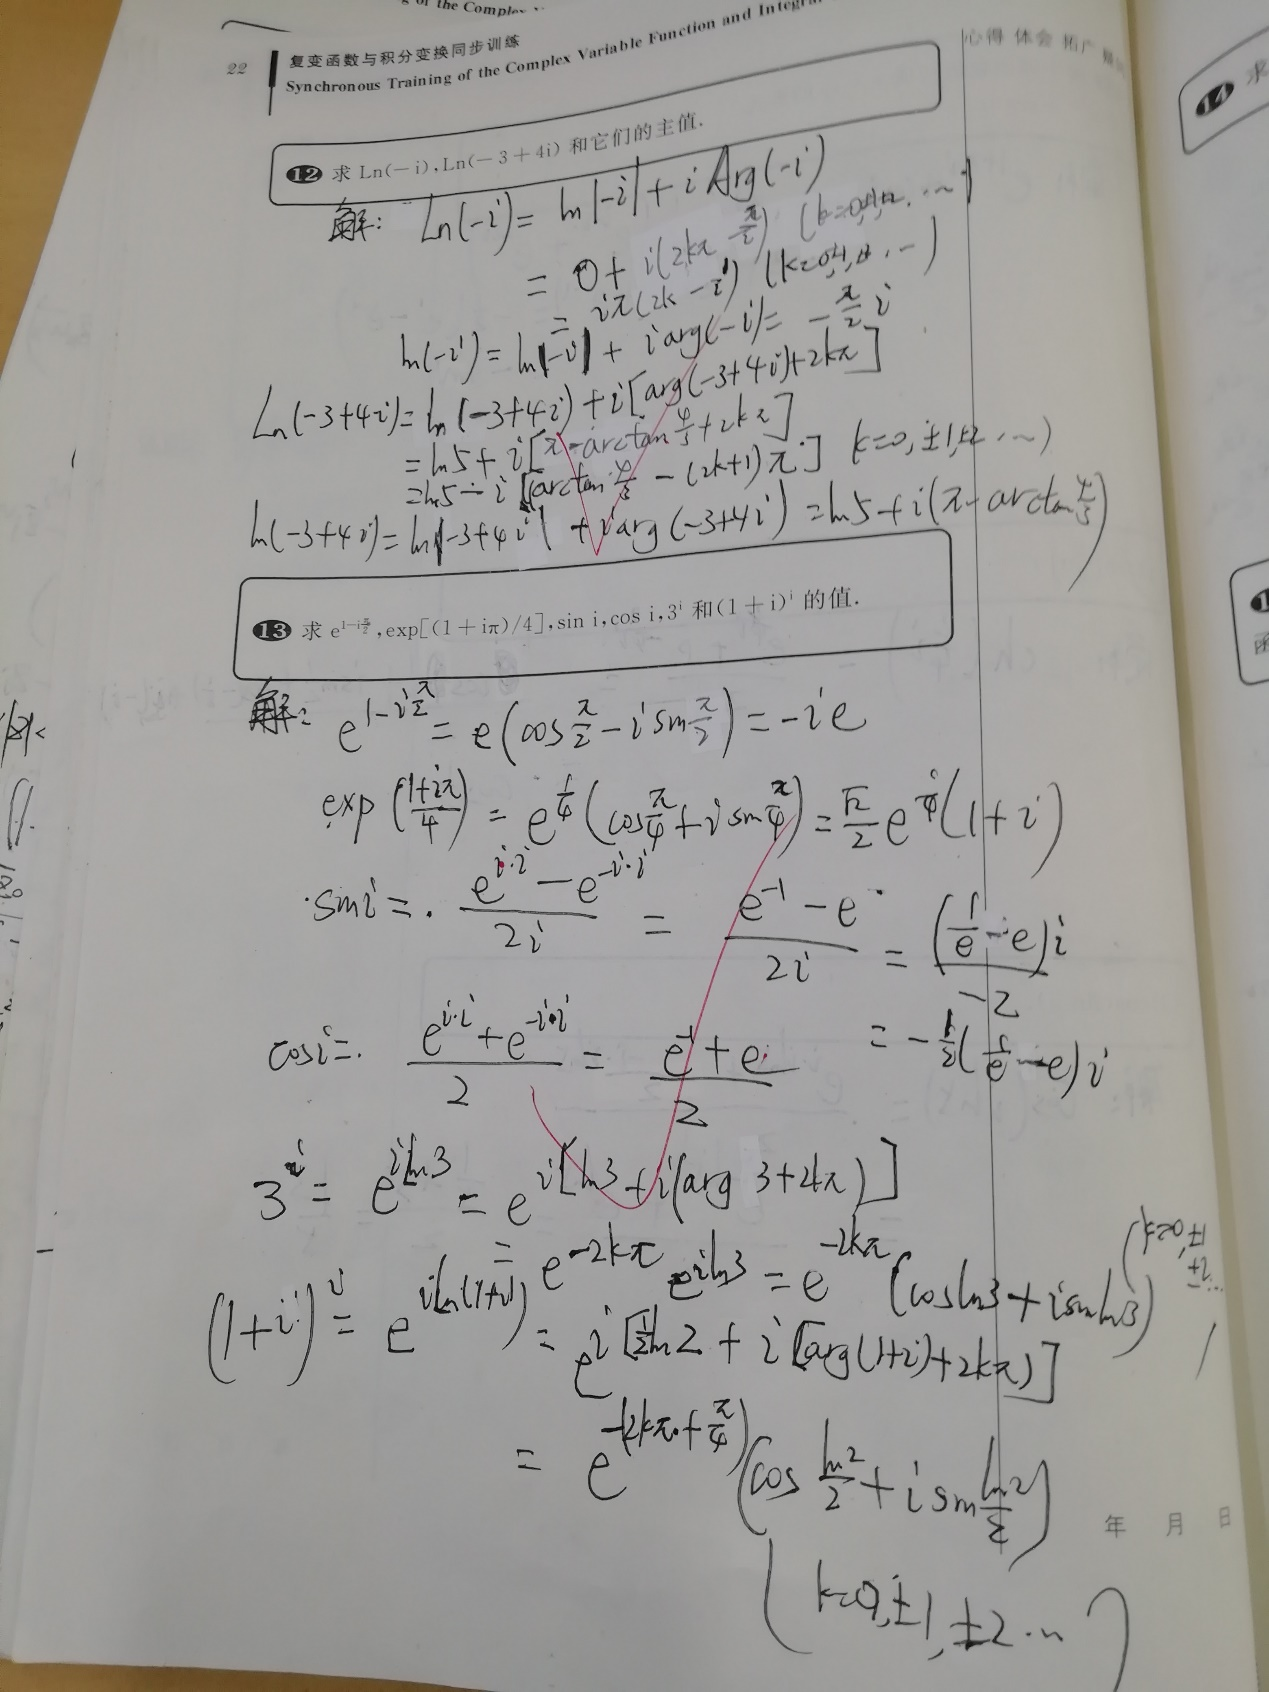 of the Complex
22
复变函数与积分变换同步训练
Synchronous Training of the Complex Variable Function and Integral
心得 体会 拓广
14 求
12 求 Ln(-i),Ln(-3+4i) 和它们的主值.
解: Ln(-i) = ln|-i| + i Arg(-i)
= 0 + i(2kπ - π/2) (k=0,±1,±2, ...)
= iπ(2k - i)
ln(-i) = ln|-i| + i arg(-i) = -π/2 i
Ln(-3+4i) = ln(-3+4i) + i[arg(-3+4i)+2kπ]
= ln5 + i[π-arctan 4/3 + 2kπ]
= ln5 - i[arctan 4/3 - (2k+1)π] k=0, ±1, ±2 ...)
ln(-3+4i) = ln|-3+4i| + i arg(-3+4i) = ln5 + i(π-arctan 4/3)
13 求 e^{1-iπ/2},exp[(1+iπ)/4],sin i,cos i,3^i 和(1+i)^i 的值.
解: e^{1-iπ/2} = e(cos π/2 - i sin π/2) = -ie
exp((1+iπ)/4) = e^{1/4}(cos π/4 + i sin π/4) = √2/2 e^{1/4}(1+i)
sin i = (e^{i·i} - e^{-i·i})/2i = (e^{-1} - e)/2i = (1/e - e)i/-2
= -1/2(1/e - e)i
cos i = (e^{i·i} + e^{-i·i})/2 = (e^{-1} + e)/2
3^i = e^{iln3} = e^{i[ln3 + i(arg 3+2kπ)]}
= e^{-2kπ} e^{iln3} = e^{-2kπ}(cosln3 + isinln3) (k=0, ±1 ±2...
(1+i)^i = e^{iln(1+i)} = e^{i[1/2 ln2 + i[arg(1+i)+2kπ)]}
= e^{-(2kπ+π/4)}(cos ln2/2 + i sin ln2/2)
(k=0, ±1, ±2 ...)
年 月 日